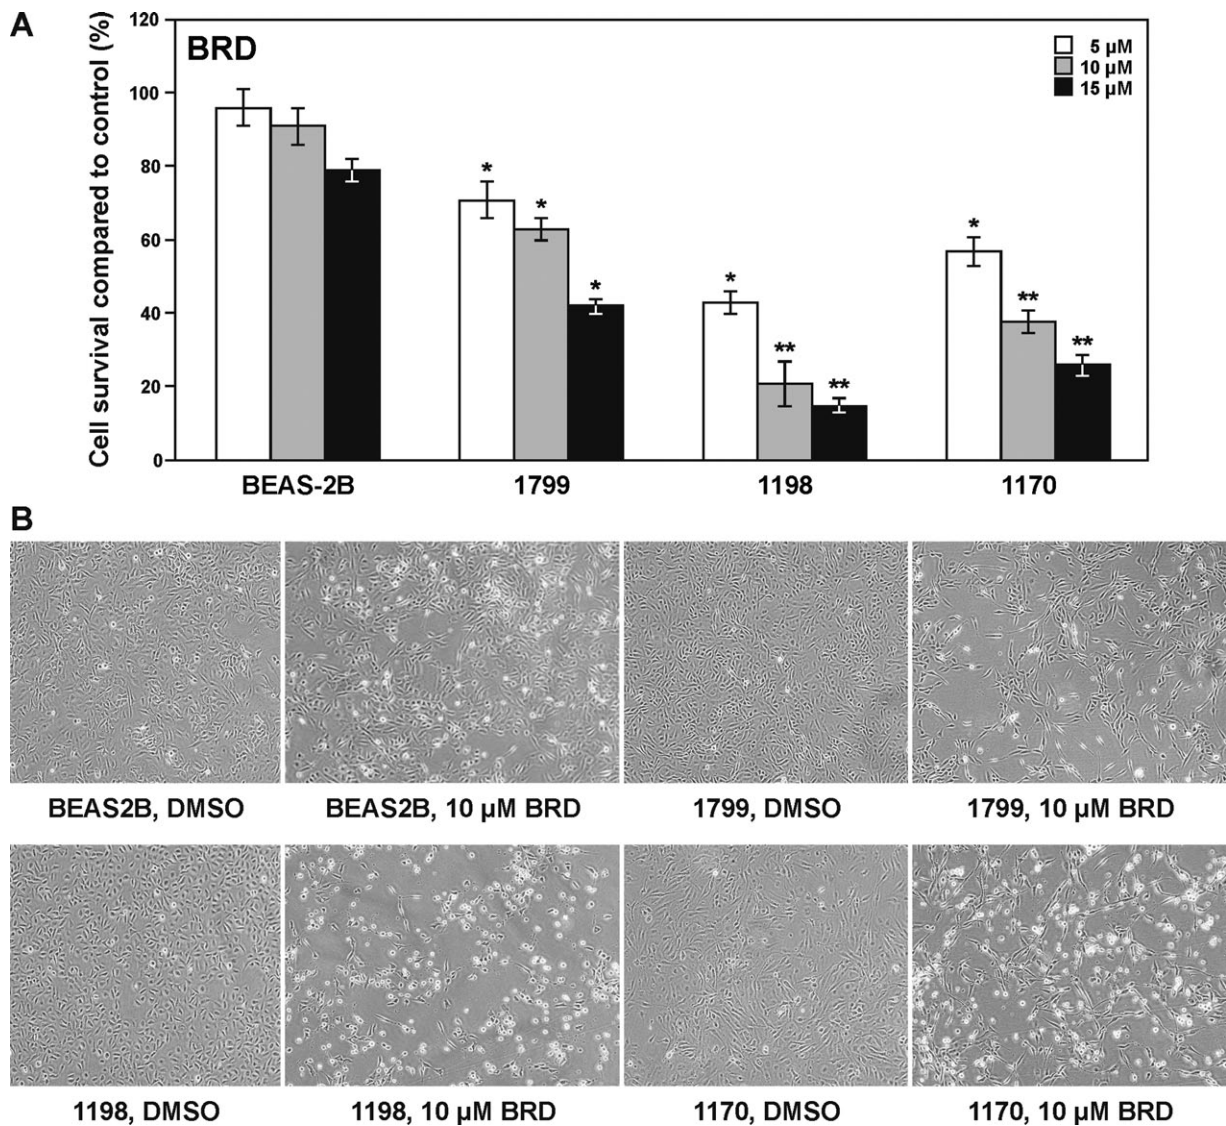 A
BRD
Cell survival compared to control (%)
120
100
80
60
40
20
0
5 µM
10 µM
15 µM
*
*
*
*
**
**
*
**
**
BEAS-2B 1799 1198 1170
B
BEAS2B, DMSO BEAS2B, 10 µM BRD 1799, DMSO 1799, 10 µM BRD
1198, DMSO 1198, 10 µM BRD 1170, DMSO 1170, 10 µM BRD